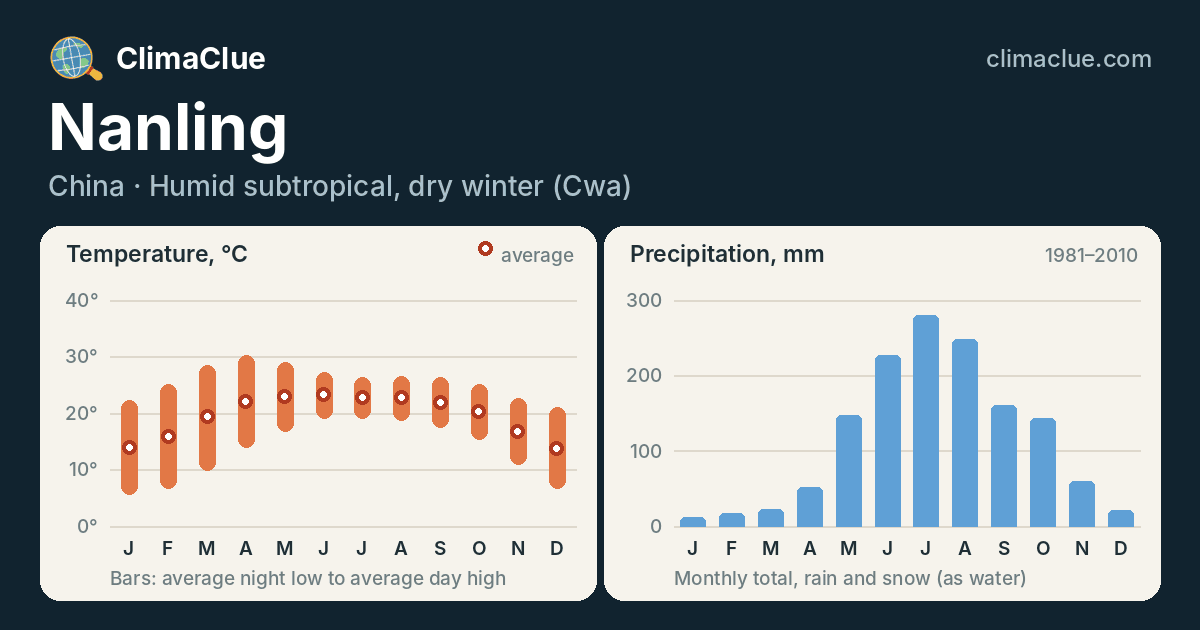 ClimaClue
climaclue.com
Nanling
China · Humid subtropical, dry winter (Cwa)
Temperature, °C
average
40°
30°
20°
10°
0°
J F M A M J J A S O N D
Bars: average night low to average day high
Precipitation, mm
1981–2010
300
200
100
0
J F M A M J J A S O N D
Monthly total, rain and snow (as water)